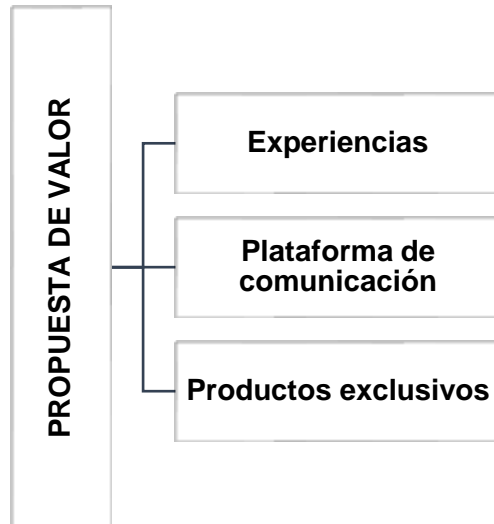 PROPUESTA DE VALOR
Experiencias
Plataforma de
comunicación
Productos exclusivos